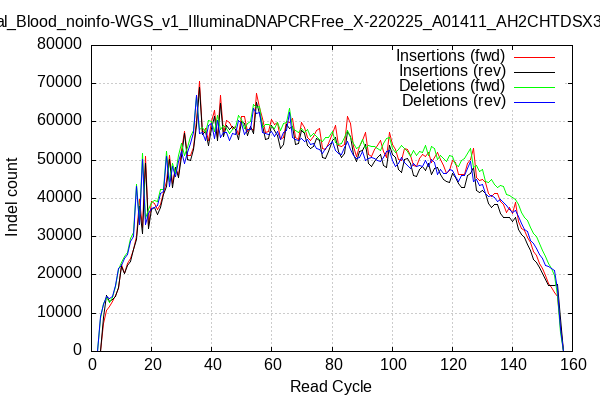 al_Blood_noinfo-WGS_v1_IlluminaDNAPCRFree_X-220225_A01411_AH2CHTDSX3
80000
70000
60000
50000
40000
30000
20000
10000
0
Indel count
Insertions (fwd)
Insertions (rev)
Deletions (fwd)
Deletions (rev)
0 20 40 60 80 100 120 140 160
Read Cycle